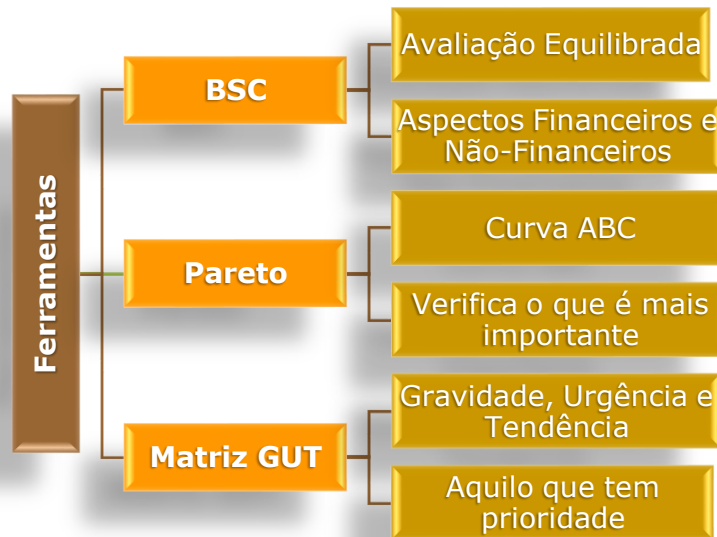 Ferramentas
BSC
Avaliação Equilibrada
Aspectos Financeiros e
Não-Financeiros
Pareto
Curva ABC
Verifica o que é mais
importante
Matriz GUT
Gravidade, Urgência e
Tendência
Aquilo que tem
prioridade